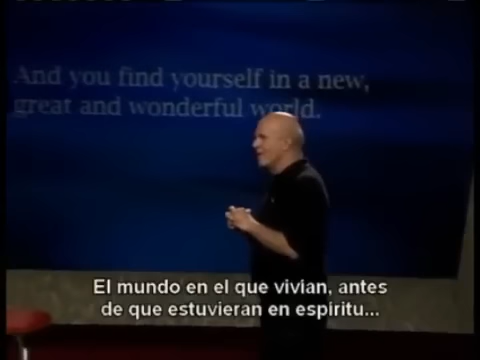 And you find yourself in a new,
great and wonderful world.
El mundo en el que vivian, antes
de que estuvieran en espiritu...